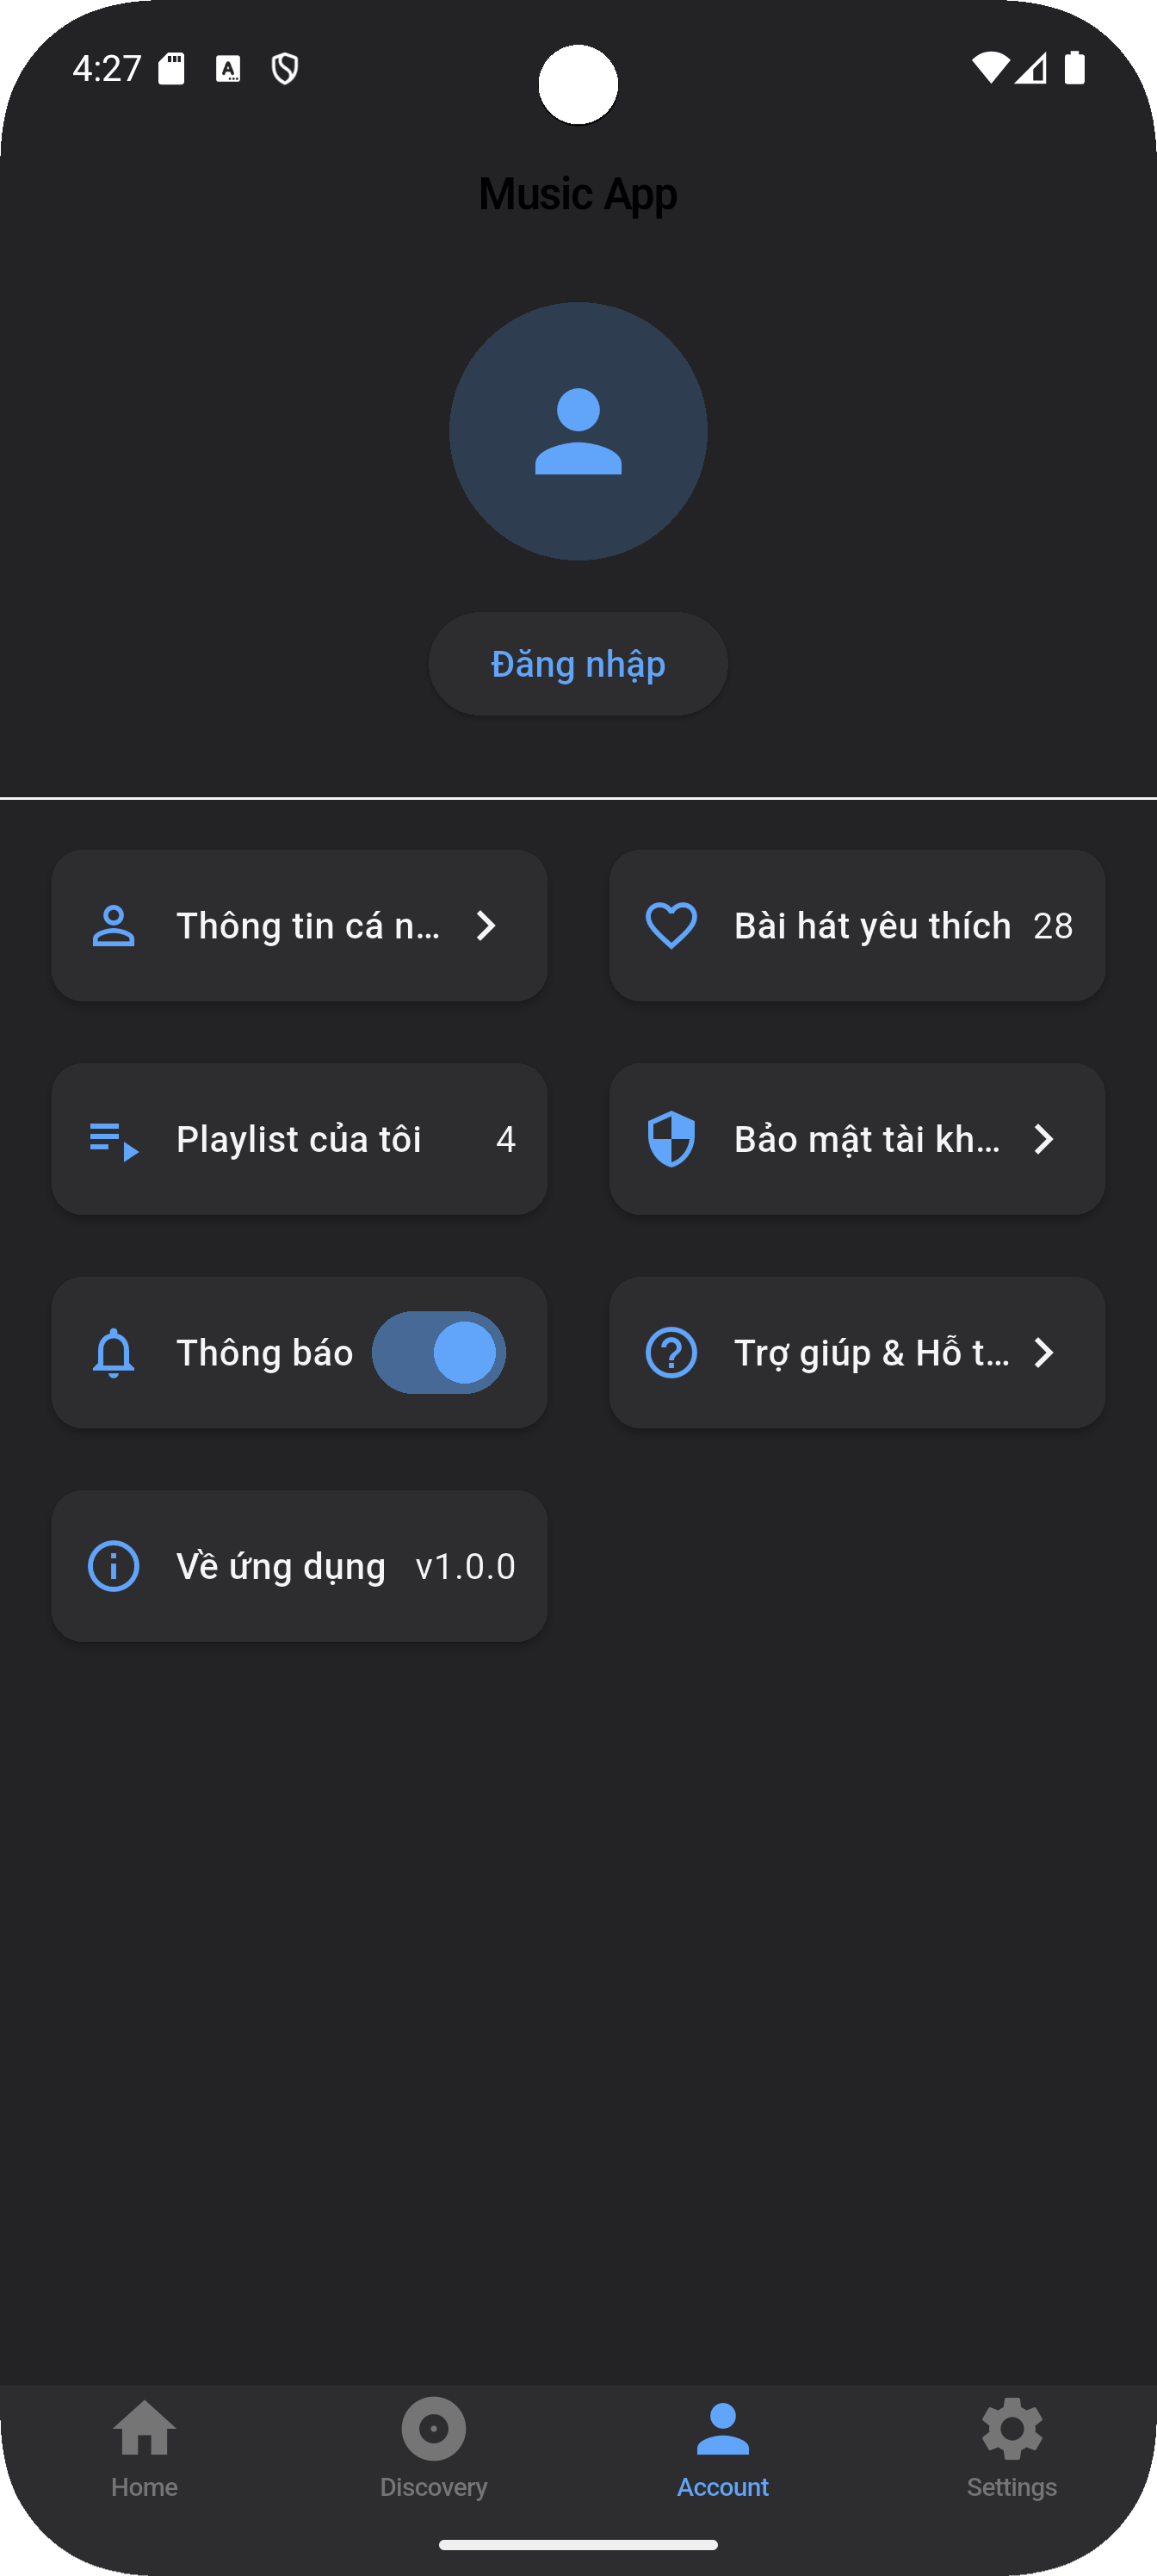 4:27
Music App
Đăng nhập
Thông tin cá n...
Bài hát yêu thích 28
Playlist của tôi 4
Bảo mật tài kh...
Thông báo
Trợ giúp & Hỗ t...
Về ứng dụng v1.0.0
Home Discovery Account Settings